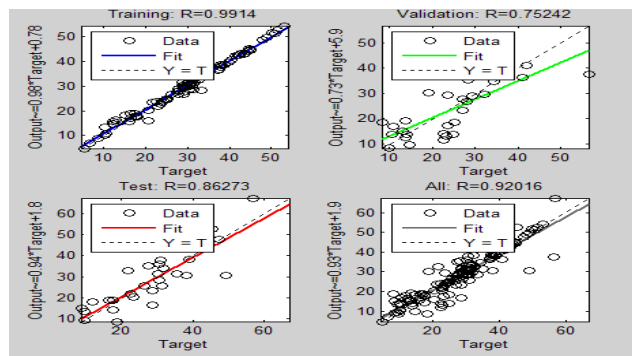 Training: R=0.9914
Output~=0.98*Target+0.78
50
40
30
20
10
Data
Fit
Y = T
10 20 30 40 50
Target
Validation: R=0.75242
Output~=0.73*Target+5.9
50
40
30
20
10
Data
Fit
Y = T
10 20 30 40 50
Target
Test: R=0.86273
Output~=0.94*Target+1.8
60
50
40
30
20
10
Data
Fit
Y = T
20 40 60
Target
All: R=0.92016
Output~=0.93*Target+1.9
60
50
40
30
20
10
Data
Fit
Y = T
20 40 60
Target